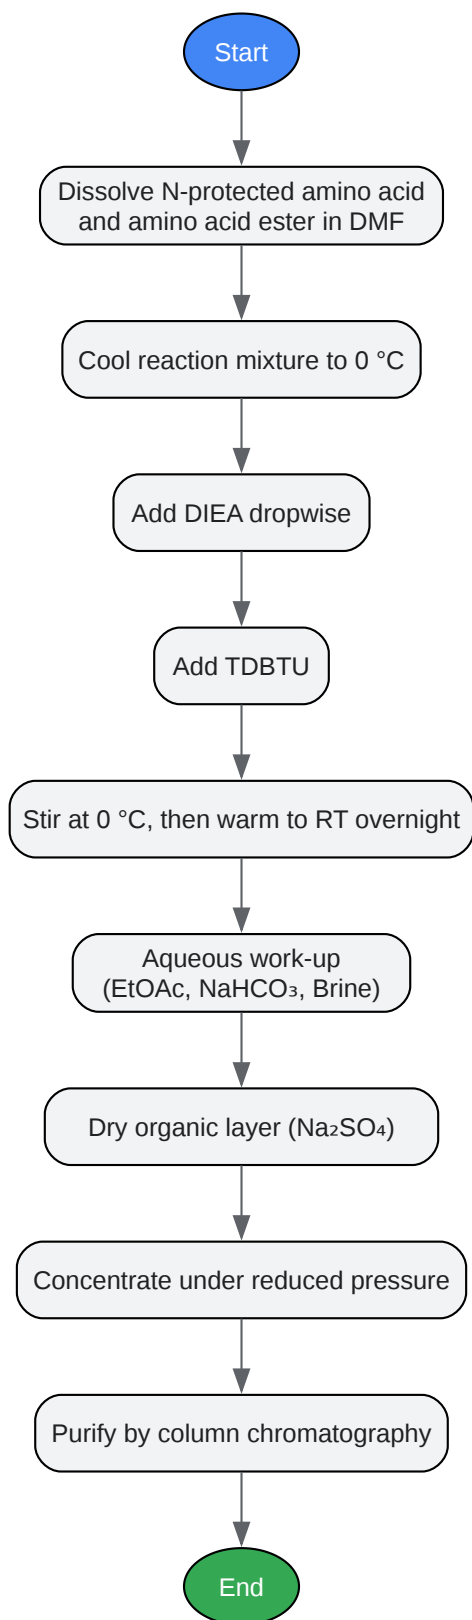 Start
Dissolve N-protected amino acid
and amino acid ester in DMF
Cool reaction mixture to 0 °C
Add DIEA dropwise
Add TDBTU
Stir at 0 °C, then warm to RT overnight
Aqueous work-up
(EtOAc, NaHCO₃, Brine)
Dry organic layer (Na₂SO₄)
Concentrate under reduced pressure
Purify by column chromatography
End